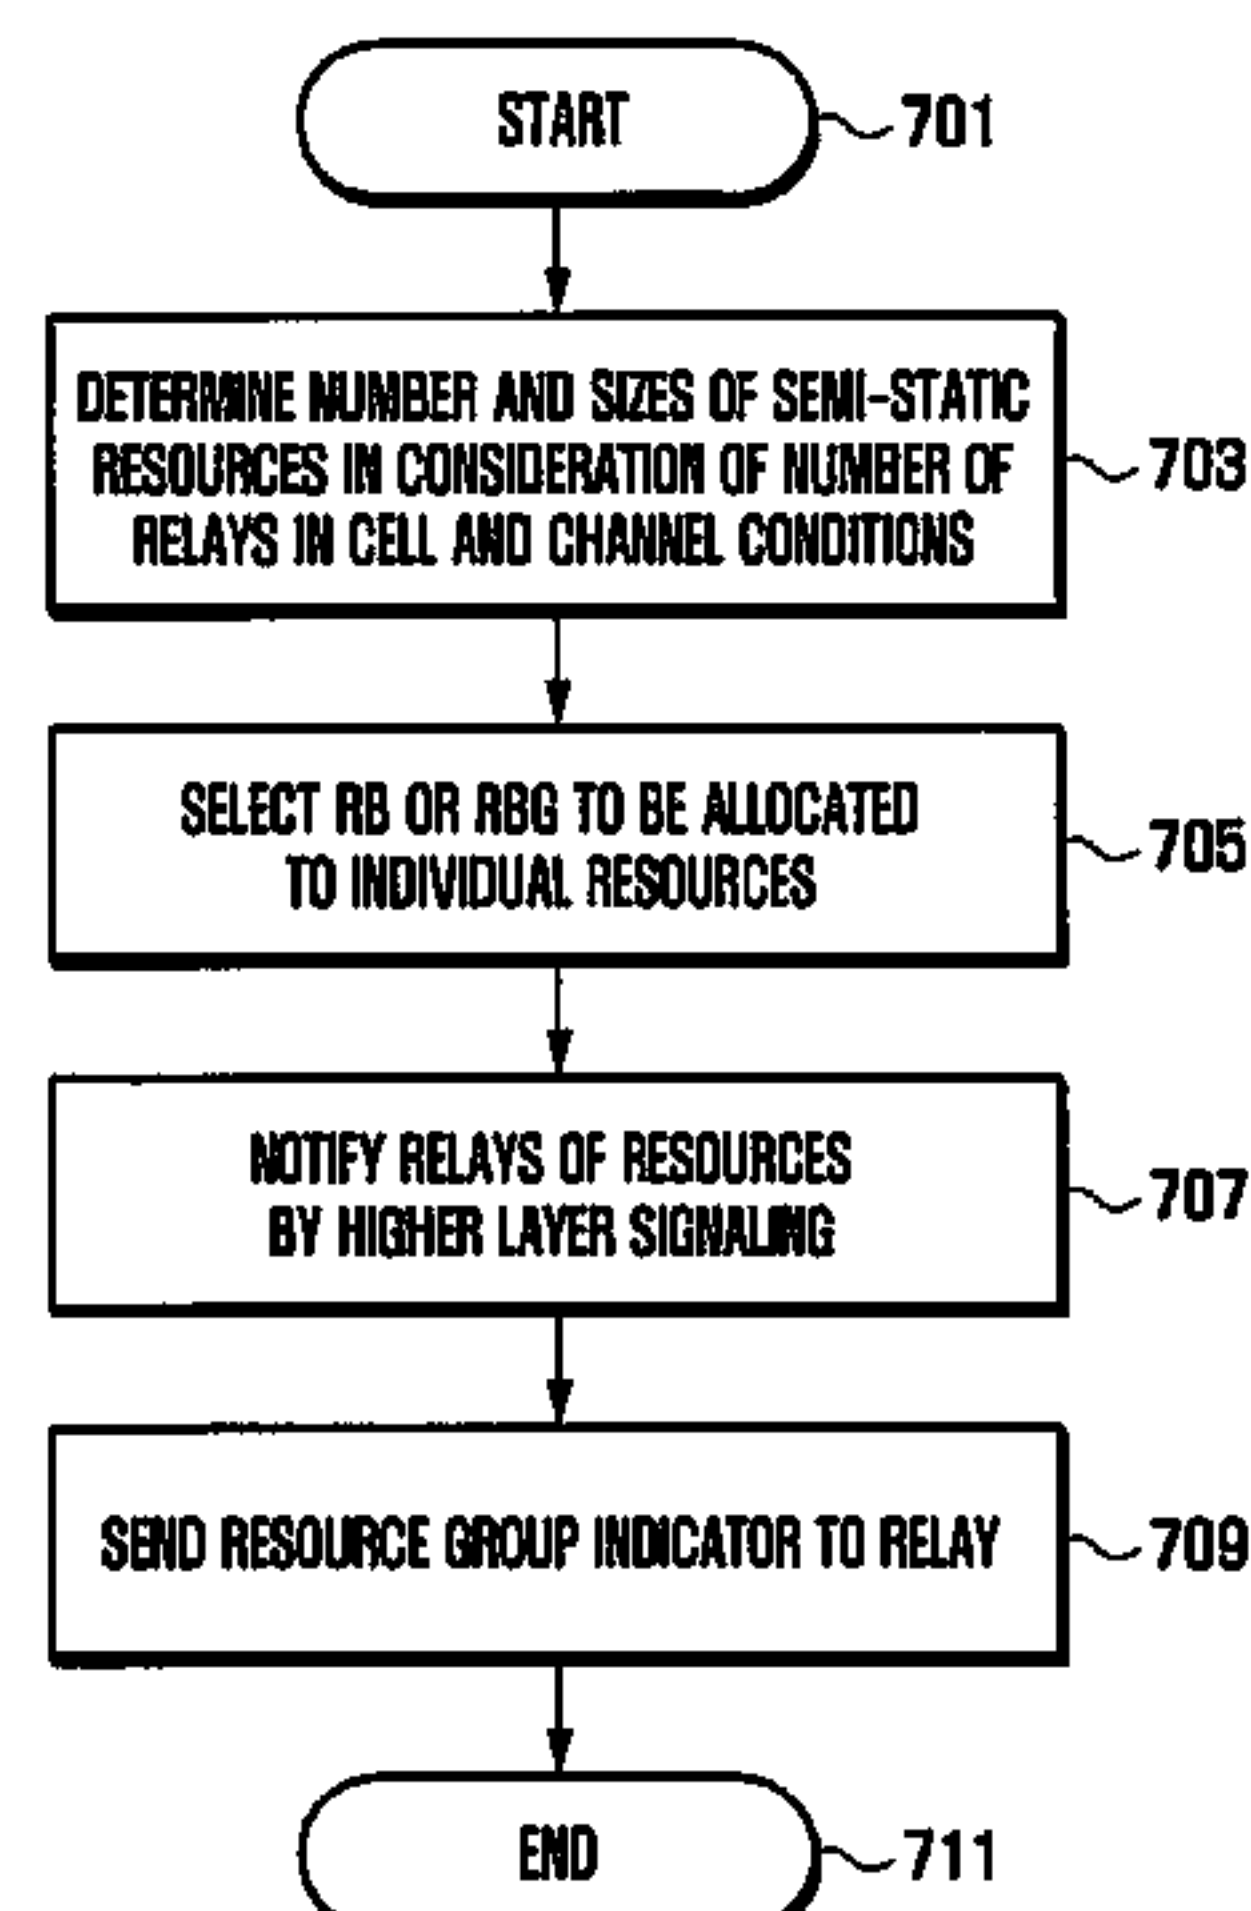 START
701
DETERMINE NUMBER AND SIZES OF SEMI-STATIC
RESOURCES IN CONSIDERATION OF NUMBER OF
RELAYS IN CELL AND CHANNEL CONDITIONS
703
SELECT RB OR RBG TO BE ALLOCATED
TO INDIVIDUAL RESOURCES
705
NOTIFY RELAYS OF RESOURCES
BY HIGHER LAYER SIGNALING
707
SEND RESOURCE GROUP INDICATOR TO RELAY
709
END
711